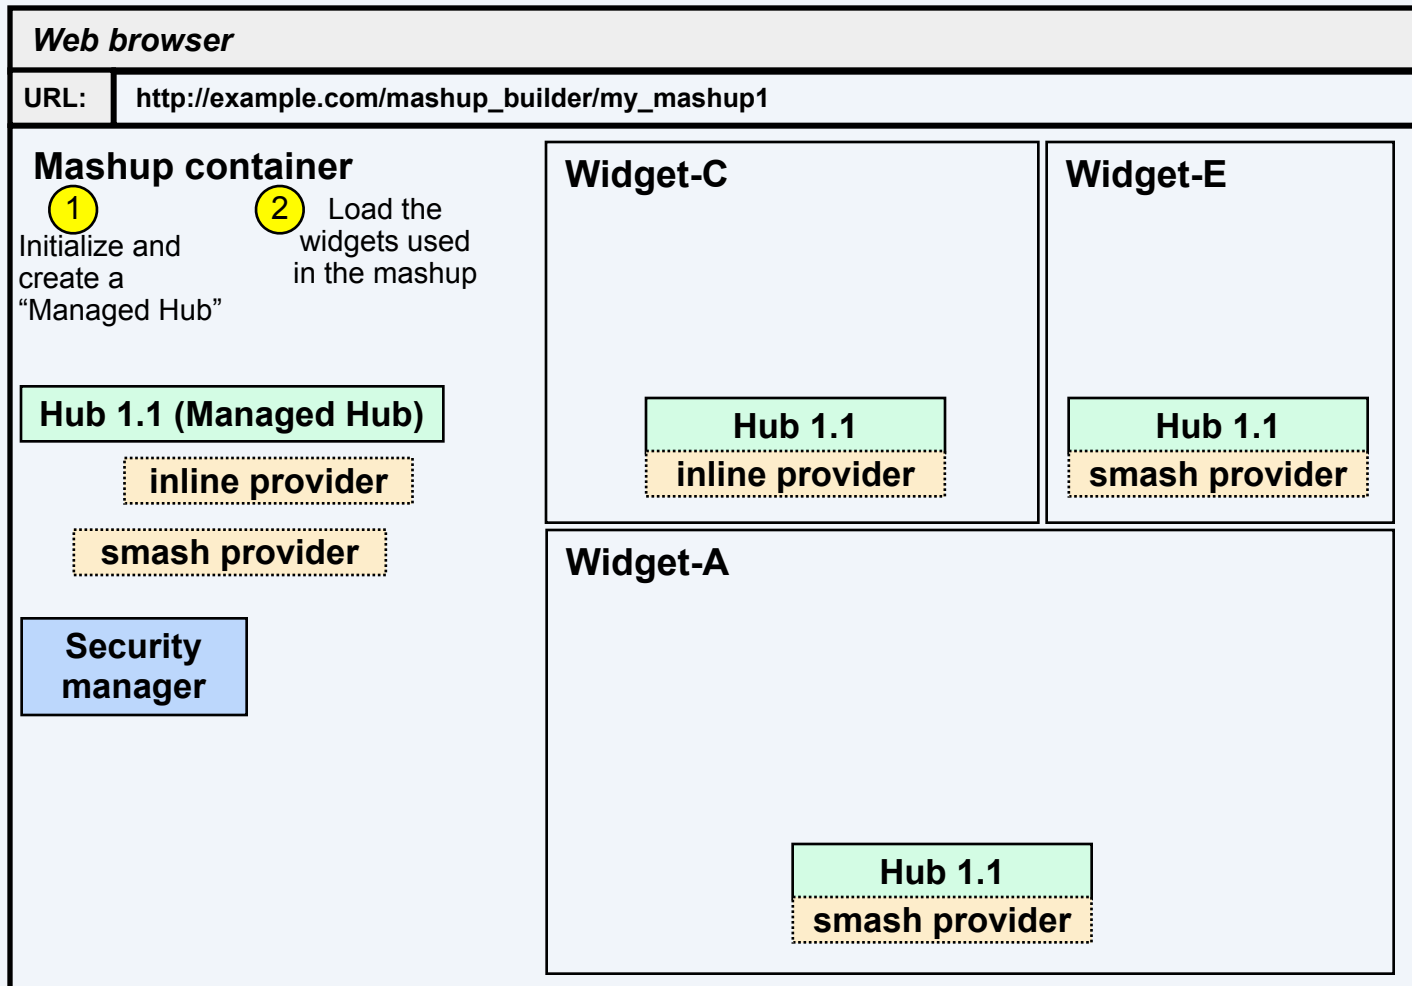 Web browser
URL:
http://example.com/mashup_builder/my_mashup1
Mashup container
1
Initialize and
create a
“Managed Hub”
2
Load the
widgets used
in the mashup
Hub 1.1 (Managed Hub)
inline provider
smash provider
Security
manager
Widget-C
Hub 1.1
inline provider
Widget-E
Hub 1.1
smash provider
Widget-A
Hub 1.1
smash provider